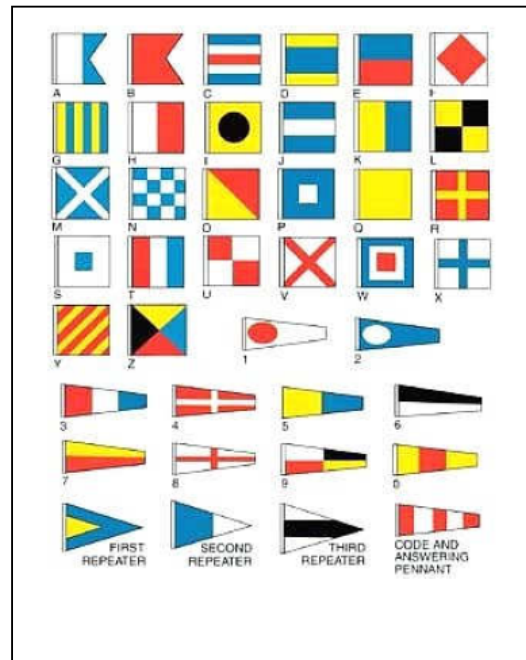 A B C D E F
G H I J K L
M N O P Q R
S T U V W X
Y Z 1 2
3 4 5 6
7 8 9 0
FIRST REPEATER
SECOND REPEATER
THIRD REPEATER
CODE AND ANSWERING PENNANT